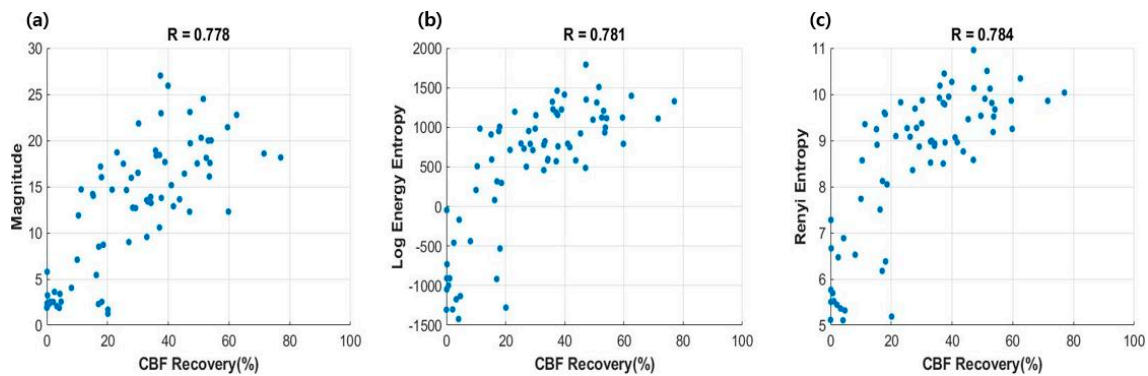 (a)
R = 0.778
Magnitude
30
25
20
15
10
5
0
0 20 40 60 80 100
CBF Recovery(%)
(b)
R = 0.781
Log Energy Entropy
2000
1500
1000
500
0
-500
-1000
-1500
0 20 40 60 80 100
CBF Recovery(%)
(c)
R = 0.784
Renyi Entropy
11
10
9
8
7
6
5
0 20 40 60 80 100
CBF Recovery(%)